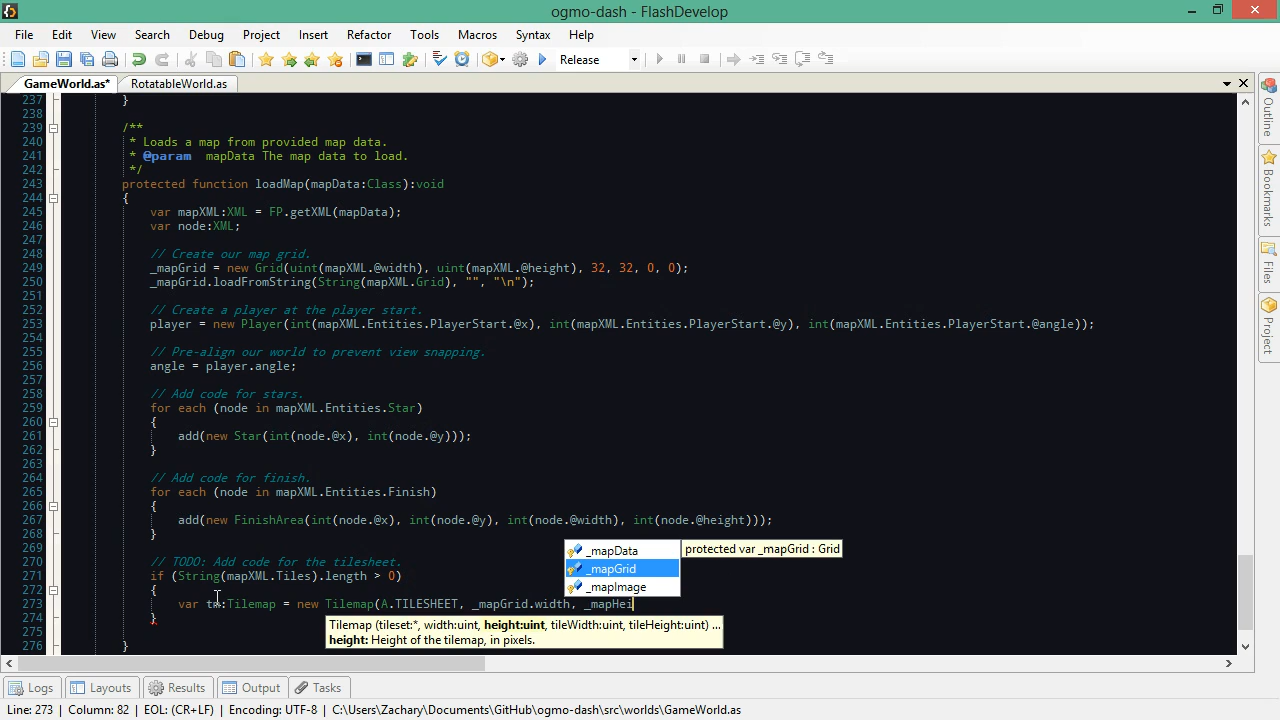 ogmo-dash - FlashDevelop
File Edit View Search Debug Project Insert Refactor Tools Macros Syntax Help
Release
GameWorld.as* RotatableWorld.as
237 }
238
239 /**
240 * Loads a map from provided map data.
241 * @param mapData The map data to load.
242 */
243 protected function loadMap(mapData:Class):void
244 {
245 var mapXML:XML = FP.getXML(mapData);
246 var node:XML;
247
248 // Create our map grid.
249 _mapGrid = new Grid(uint(mapXML.@width), uint(mapXML.@height), 32, 32, 0, 0);
250 _mapGrid.loadFromString(String(mapXML.Grid), "", "\n");
251
252 // Create a player at the player start.
253 player = new Player(int(mapXML.Entities.PlayerStart.@x), int(mapXML.Entities.PlayerStart.@y), int(mapXML.Entities.PlayerStart.@angle));
254
255 // Pre-align our world to prevent view snapping.
256 angle = player.angle;
257
258 // Add code for stars.
259 for each (node in mapXML.Entities.Star)
260 {
261 add(new Star(int(node.@x), int(node.@y)));
262 }
263
264 // Add code for finish.
265 for each (node in mapXML.Entities.Finish)
266 {
267 add(new FinishArea(int(node.@x), int(node.@y), int(node.@width), int(node.@height)));
268 }
269
270 // TODO: Add code for the tilesheet.
271 if (String(mapXML.Tiles).length > 0)
272 {
273 var tm:Tilemap = new Tilemap(A.TILESHEET, _mapGrid.width, _mapHei
274 }
275
276 }
_mapData
_mapGrid
_mapImage
protected var _mapGrid : Grid
Tilemap (tileset:*, width:uint, height:uint, tileWidth:uint, tileHeight:uint) ...
height: Height of the tilemap, in pixels.
Outline
Bookmarks
Files
Project
Logs Layouts Results Output Tasks
Line: 273 | Column: 82 | EOL: (CR+LF) | Encoding: UTF-8 | C:\Users\Zachary\Documents\GitHub\ogmo-dash\src\worlds\GameWorld.as